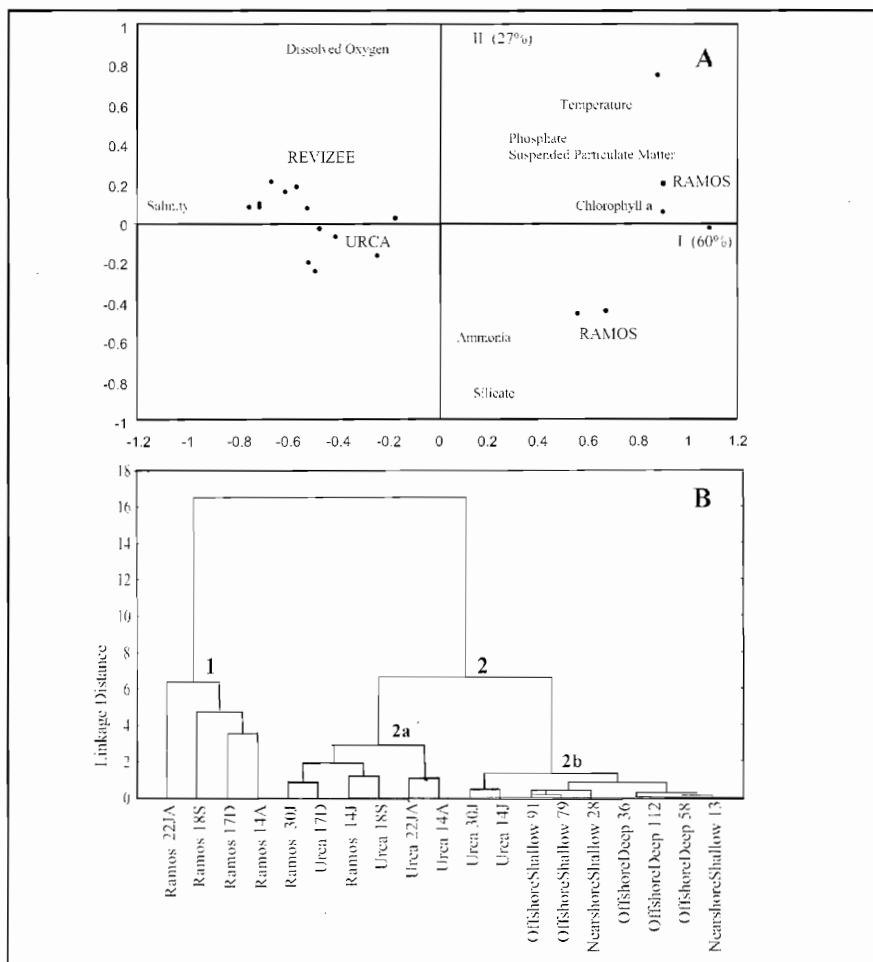 1
0.8
0.6
0.4
0.2
0
-0.2
-0.4
-0.6
-0.8
-1
Dissolved Oxygen
II (27%)
A
Temperature
Phosphate
Suspended Particulate Matter
REVIZEE
RAMOS
Salinity
Chlorophyll a
URCA
I (60%)
RAMOS
Ammonia
Silicate
-1.2 -1 -0.8 -0.6 -0.4 -0.2 0 0.2 0.4 0.6 0.8 1 1.2
18
16
14
12
10
8
6
4
2
0
B
Linkage Distance
1
2
2a
2b
Ramos 22JA
Ramos 18S
Ramos 17D
Ramos 14A
Ramos 30J
Urca 17D
Ramos 14J
Urca 18S
Urca 22JA
Urca 14A
Urca 30J
Urca 14J
OffshoreShallow 91
OffshoreShallow 79
NearshoreShallow 28
OffshoreDeep 36
OffshoreDeep 112
OffshoreDeep 58
NearshoreShallow 13